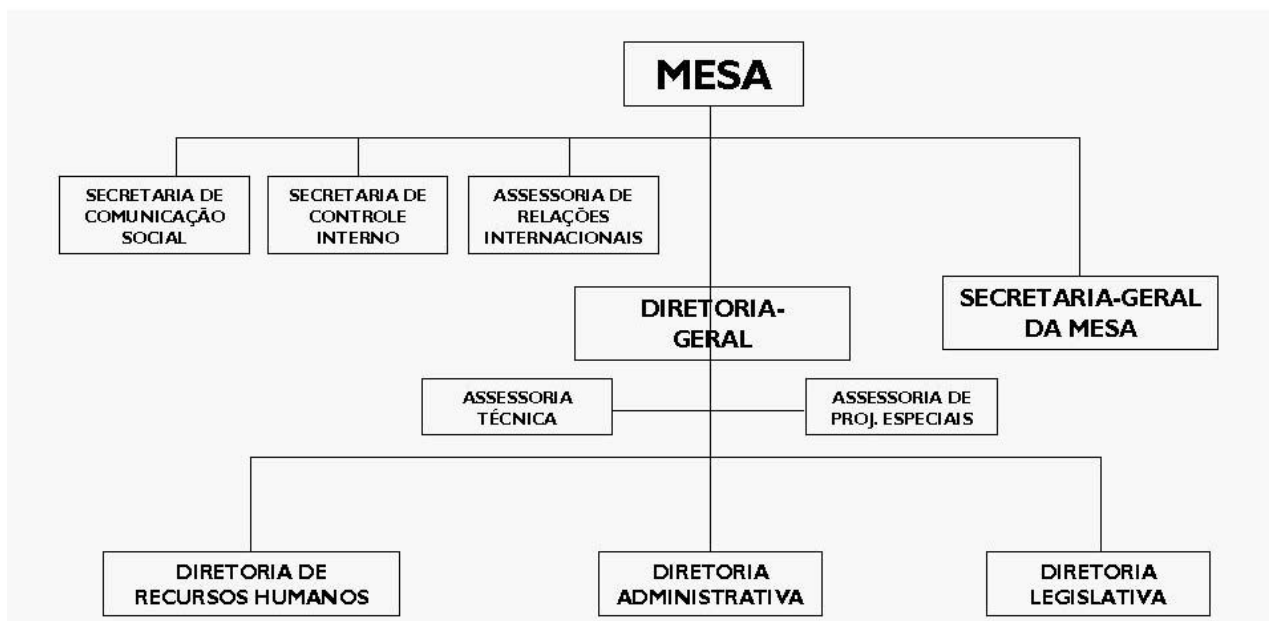 MESA
SECRETARIA DE
COMUNICAÇÃO
SOCIAL
SECRETARIA DE
CONTROLE
INTERNO
ASSESSORIA DE
RELAÇÕES
INTERNACIONAIS
DIRETORIA-
GERAL
SECRETARIA-GERAL
DA MESA
ASSESSORIA
TÉCNICA
ASSESSORIA DE
PROJ. ESPECIAIS
DIRETORIA DE
RECURSOS HUMANOS
DIRETORIA
ADMINISTRATIVA
DIRETORIA
LEGISLATIVA